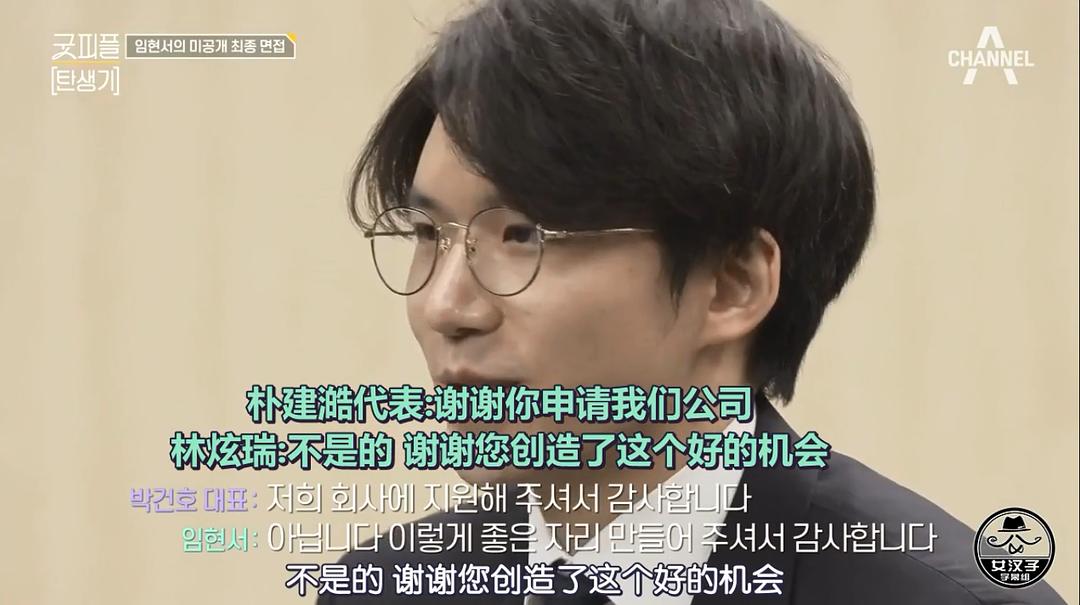 굿피플
임현서의 미공개 최종 면접
[탄생기]
CHANNEL A
朴建澔代表:谢谢你申请我们公司
林炫瑞:不是的 谢谢您创造了这个好的机会
박건호 대표: 저희 회사에 지원해 주셔서 감사합니다
임현서: 아닙니다 이렇게 좋은 자리 만들어 주셔서 감사합니다
不是的 谢谢您创造了这个好的机会
女汉子
字幕组